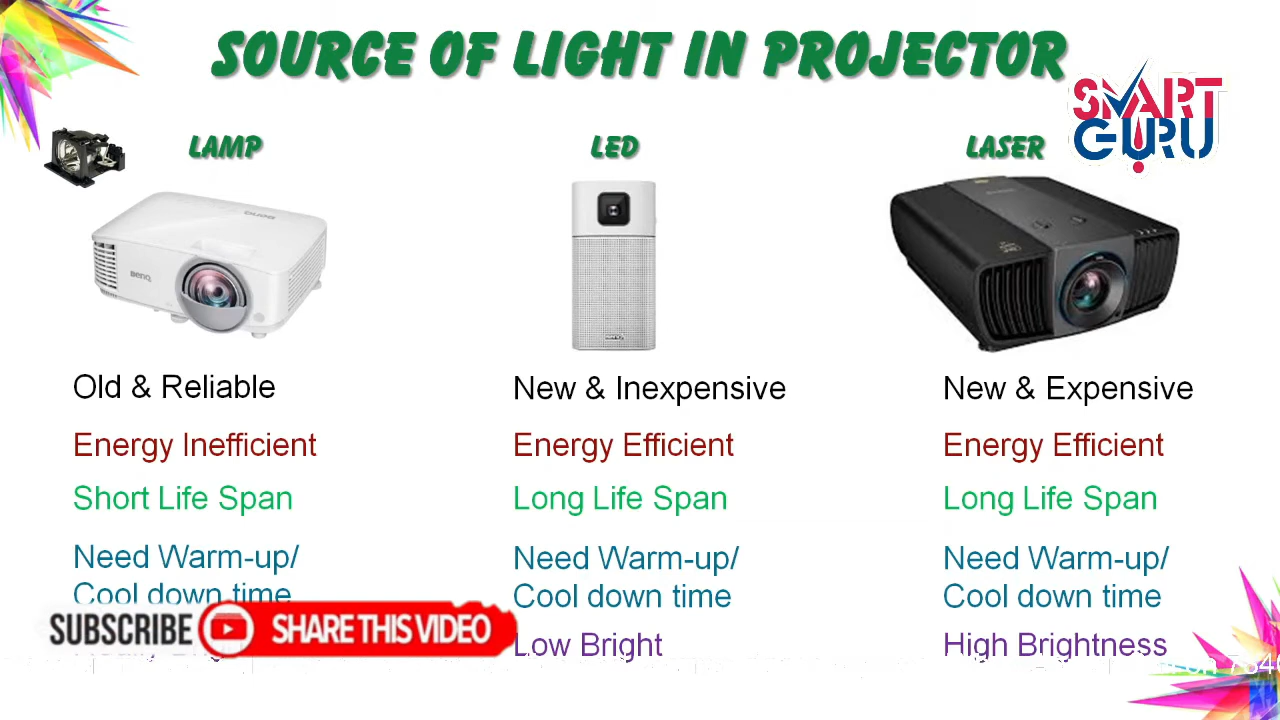 SOURCE OF LIGHT IN PROJECTOR
SMART
GURU
LAMP
LED
LASER
BenQ
Old & Reliable
New & Inexpensive
New & Expensive
Energy Inefficient
Energy Efficient
Energy Efficient
Short Life Span
Long Life Span
Long Life Span
Need Warm-up/
Cool down time
Need Warm-up/
Cool down time
Need Warm-up/
Cool down time
SUBSCRIBE
SHARE THIS VIDEO
Low Bright
High Brightness